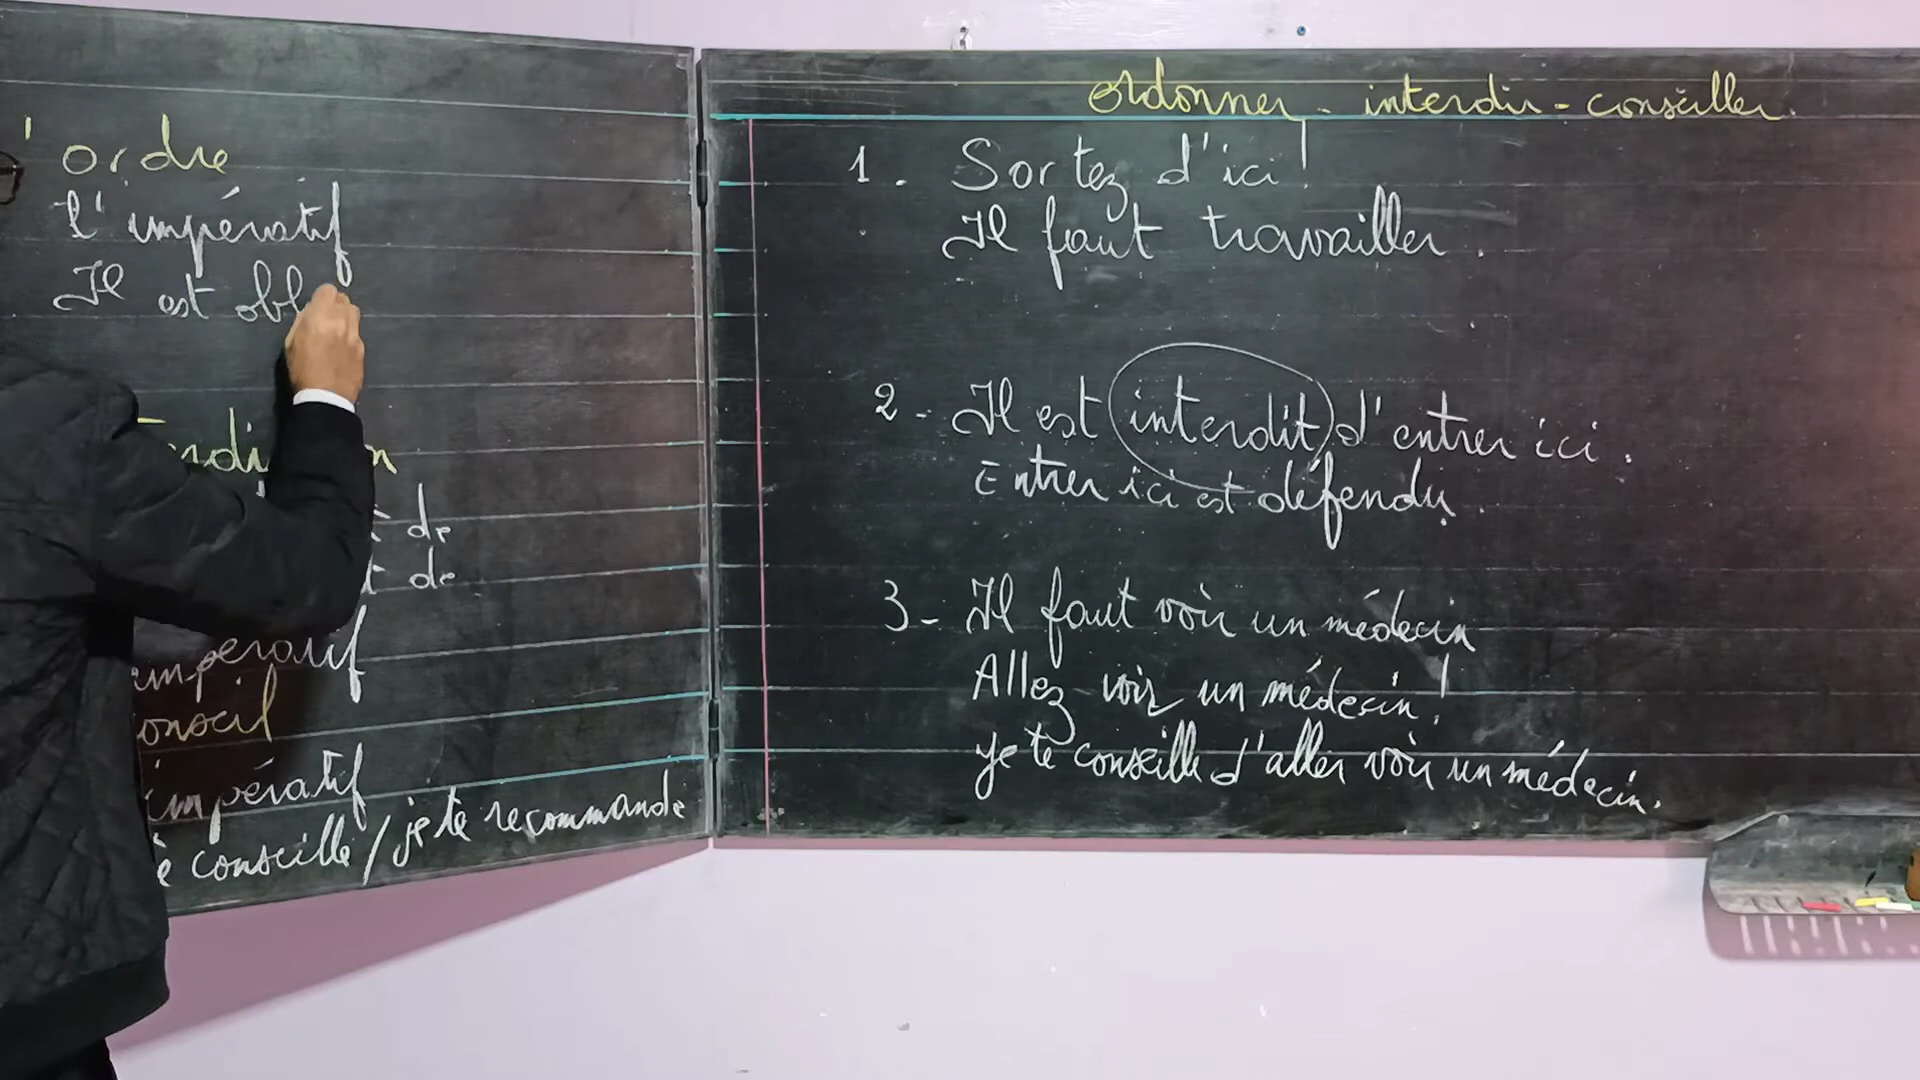 ordre
L'impératif
Il est obl
de
de
impératif
onseil
impératif
e conseille / je te recommande
Ordonner - interdir - conseiller
1. Sortez d'ici !
Il faut travailler.
2 - Il est interdit d'entrer ici.
Entrer ici est défendu.
3 - Il faut voir un médecin
Allez voir un médecin !
Je te conseille d'aller voir un médecin.